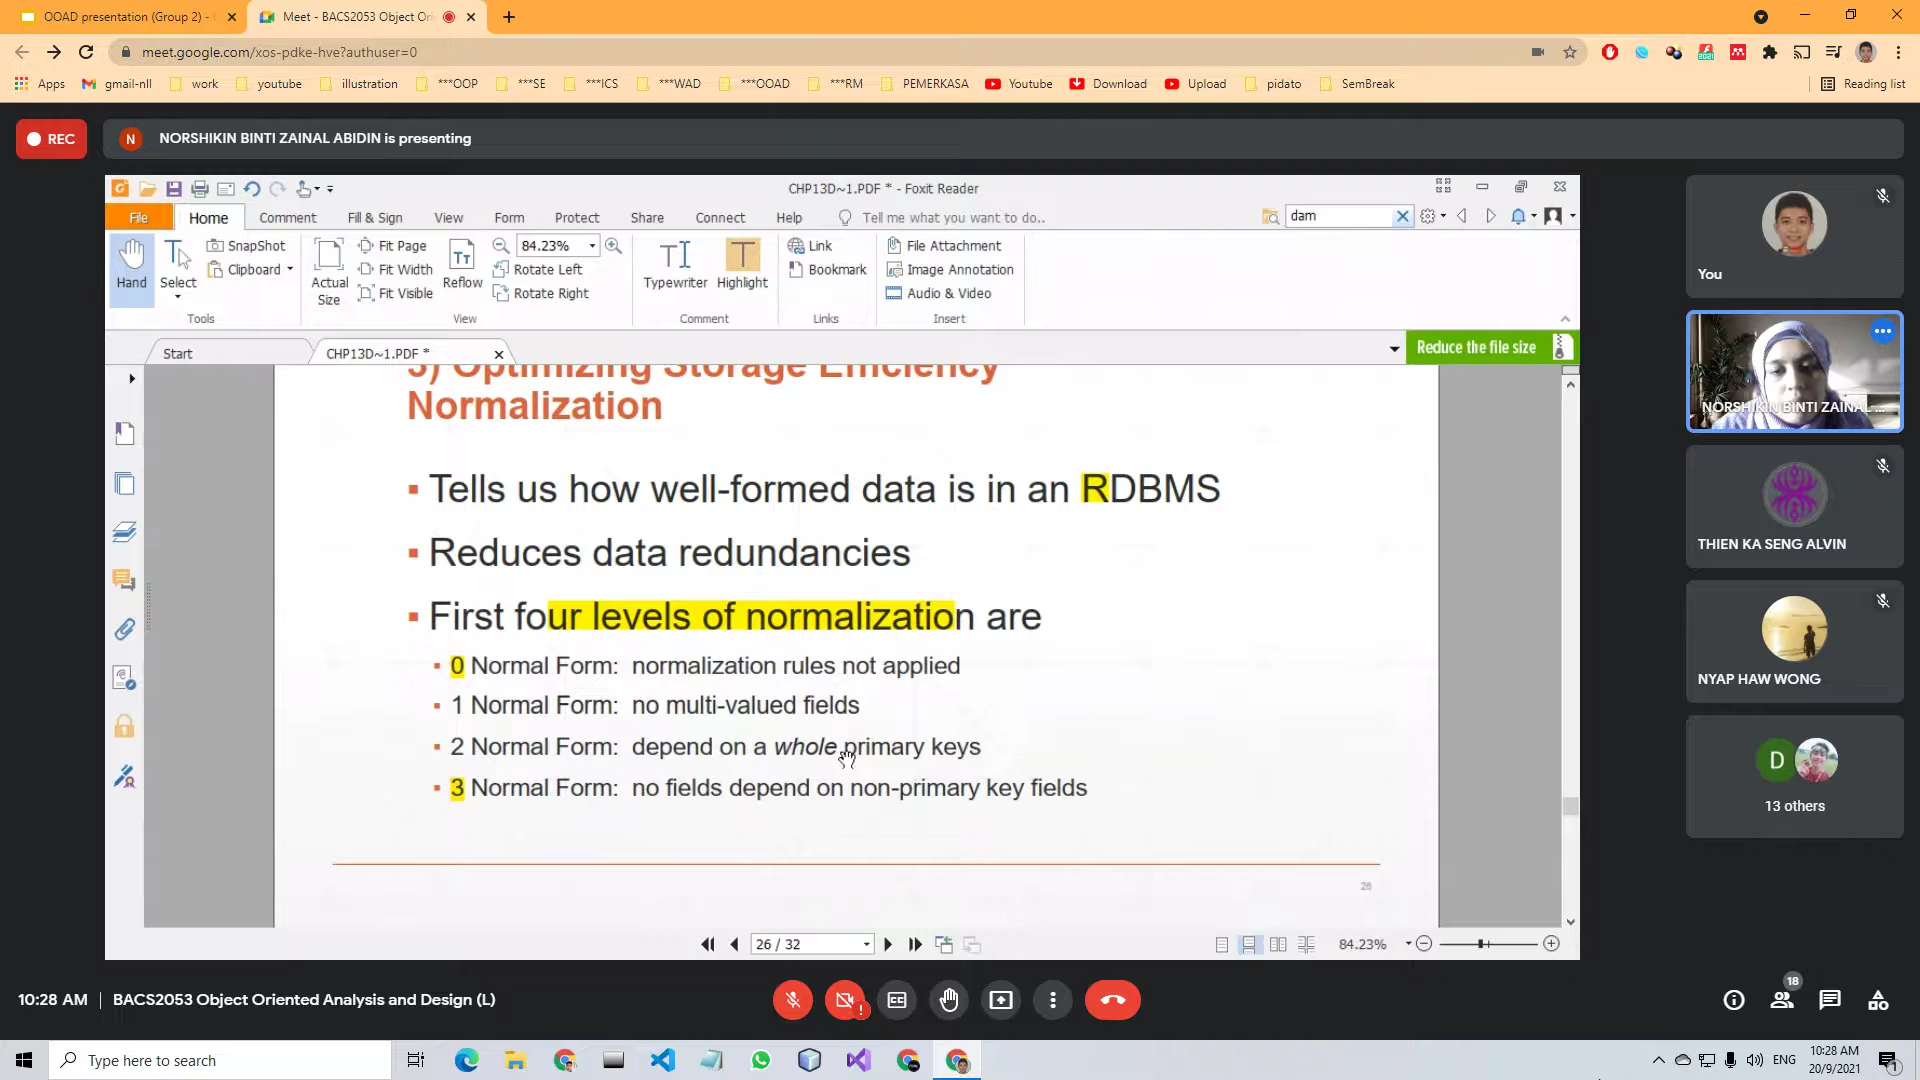 OOAD presentation (Group 2) -
Meet - BACS2053 Object Ori
meet.google.com/xos-pdke-hve?authuser=0
Apps
gmail-nll
work
youtube
illustration
***OOP
***SE
***ICS
***WAD
***OOAD
***RM
PEMERKASA
Youtube
Download
Upload
pidato
SemBreak
Reading list
REC
N
NORSHIKIN BINTI ZAINAL ABIDIN is presenting
CHP13D~1.PDF * - Foxit Reader
File
Home
Comment
Fill & Sign
View
Form
Protect
Share
Connect
Help
Tell me what you want to do..
dam
Hand
Select
SnapShot
Clipboard
Tools
Actual
Size
Fit Page
Fit Width
Fit Visible
Reflow
84.23%
Rotate Left
Rotate Right
View
Typewriter
Highlight
Comment
Link
Bookmark
Links
File Attachment
Image Annotation
Audio & Video
Insert
Start
CHP13D~1.PDF *
Reduce the file size
Optimizing Storage Efficiency
Normalization
Tells us how well-formed data is in an RDBMS
Reduces data redundancies
First four levels of normalization are
0 Normal Form: normalization rules not applied
1 Normal Form: no multi-valued fields
2 Normal Form: depend on a whole primary keys
3 Normal Form: no fields depend on non-primary key fields
26
26 / 32
84.23%
You
NORSHIKIN BINTI ZAINAL ...
THIEN KA SENG ALVIN
NYAP HAW WONG
D
13 others
10:28 AM
BACS2053 Object Oriented Analysis and Design (L)
18
Type here to search
ENG
10:28 AM
20/9/2021
1